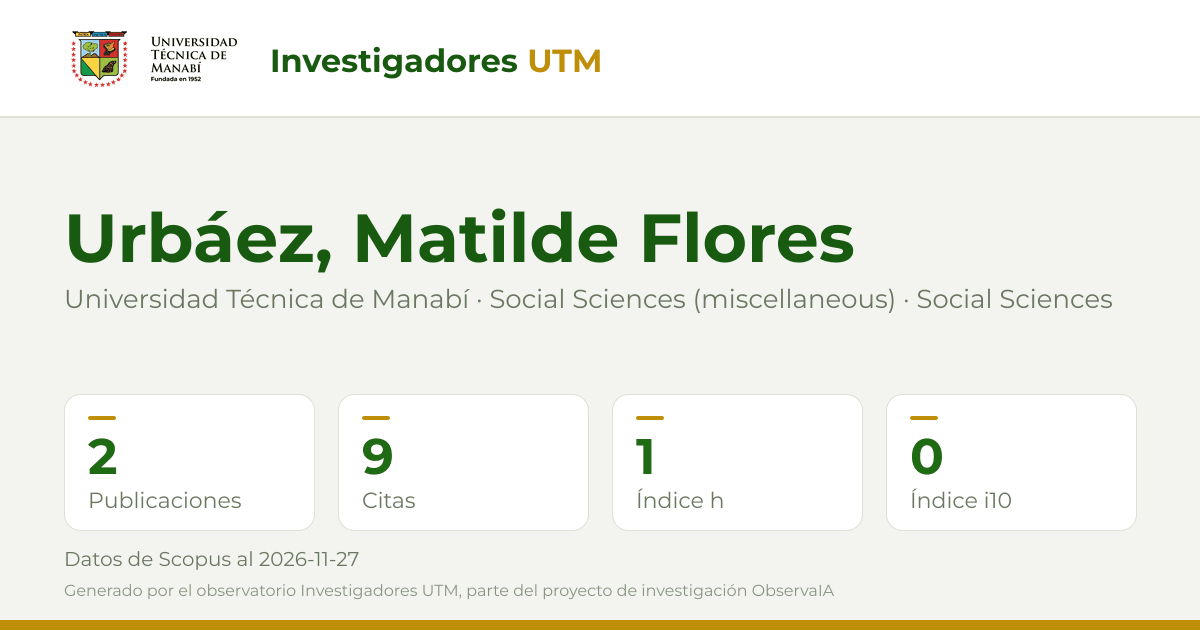 UNIVERSIDAD
TÉCNICA DE
MANABÍ
Fundada en 1952
Investigadores UTM
Urbáez, Matilde Flores
Universidad Técnica de Manabí · Social Sciences (miscellaneous) · Social Sciences
2
Publicaciones
9
Citas
1
Índice h
0
Índice i10
Datos de Scopus al 2026-11-27
Generado por el observatorio Investigadores UTM, parte del proyecto de investigación ObservaIA